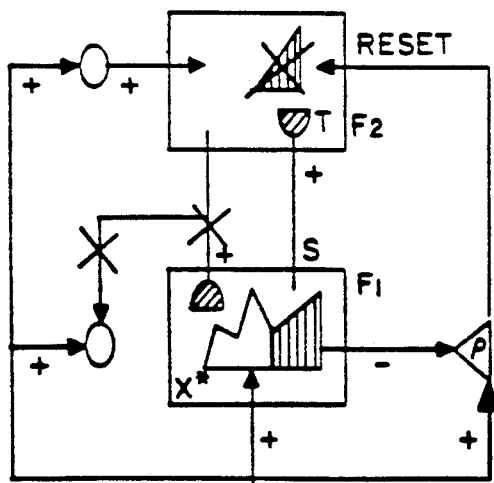 RESET
+
+
T
F2
+
+
S
F1
X*
+
-
ρ
+
+